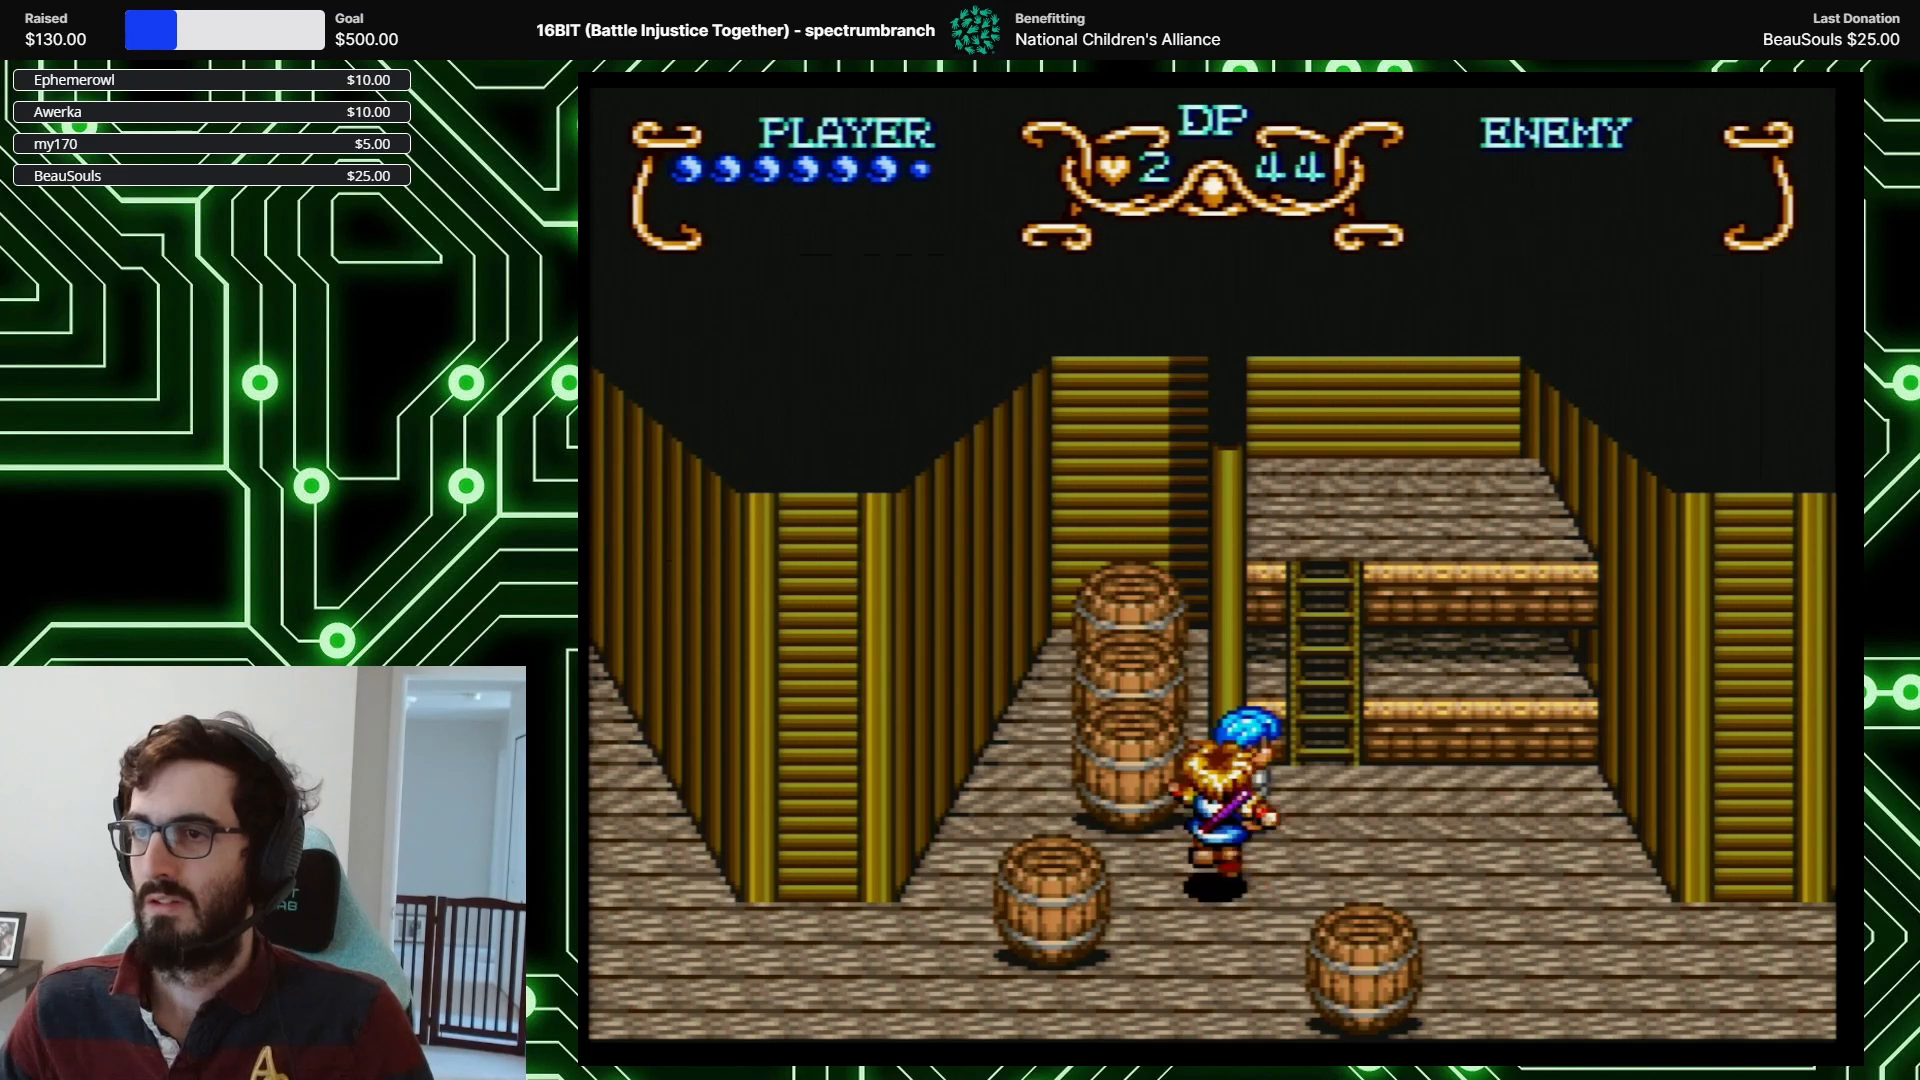 Raised
$130.00
Goal
$500.00
16BIT (Battle Injustice Together) - spectrumbranch
Benefitting
National Children's Alliance
Last Donation
BeauSouls $25.00
Ephemerowl $10.00
Awerka $10.00
my170 $5.00
BeauSouls $25.00
PLAYER
DP
ENEMY
2 44
A